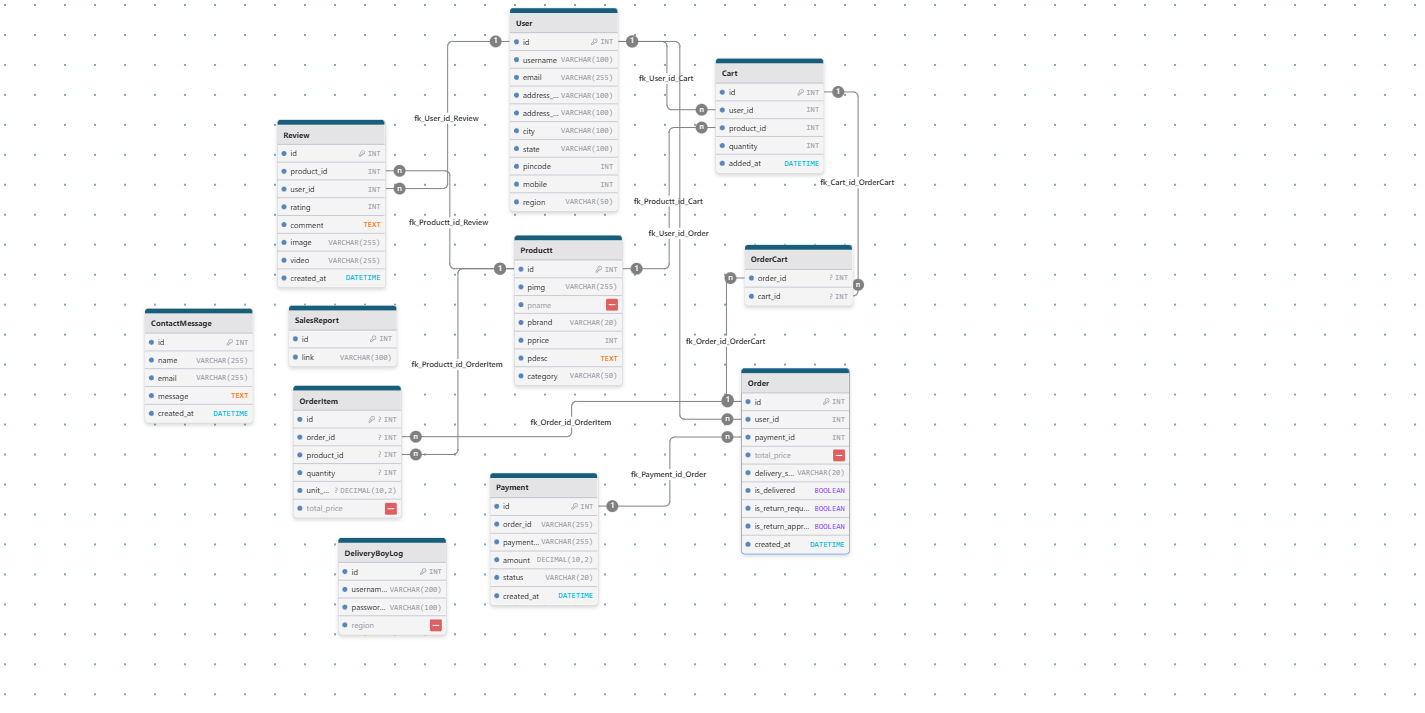 User
id INT
username VARCHAR(100)
email VARCHAR(255)
address_... VARCHAR(100)
address_... VARCHAR(100)
city VARCHAR(100)
state VARCHAR(100)
pincode INT
mobile INT
region VARCHAR(50)
1
1
fk_User_id_Cart
Cart
id INT
user_id INT
product_id INT
quantity INT
added_at DATETIME
1
n
n
fk_User_id_Review
Review
id INT
product_id INT
user_id INT
rating INT
comment TEXT
image VARCHAR(255)
video VARCHAR(255)
created_at DATETIME
n
n
fk_Cart_id_OrderCart
fk_Productt_id_Cart
fk_Productt_id_Review
fk_User_id_Order
Productt
id INT
pimg VARCHAR(255)
pname
pbrand VARCHAR(20)
pprice INT
pdesc TEXT
category VARCHAR(50)
1
1
OrderCart
order_id ? INT
cart_id ? INT
n
n
ContactMessage
id INT
name VARCHAR(255)
email VARCHAR(255)
message TEXT
created_at DATETIME
SalesReport
id INT
link VARCHAR(300)
fk_Order_id_OrderCart
fk_Productt_id_OrderItem
OrderItem
id ? INT
order_id ? INT
product_id ? INT
quantity ? INT
unit_... ? DECIMAL(10,2)
total_price
n
n
fk_Order_id_OrderItem
Order
id INT
user_id INT
payment_id INT
total_price
delivery_s... VARCHAR(20)
is_delivered BOOLEAN
is_return_requ... BOOLEAN
is_return_appr... BOOLEAN
created_at DATETIME
1
n
n
fk_Payment_id_Order
Payment
id INT
order_id VARCHAR(255)
payment... VARCHAR(255)
amount DECIMAL(10,2)
status VARCHAR(20)
created_at DATETIME
1
DeliveryBoyLog
id INT
usernam... VARCHAR(200)
passwor... VARCHAR(100)
region